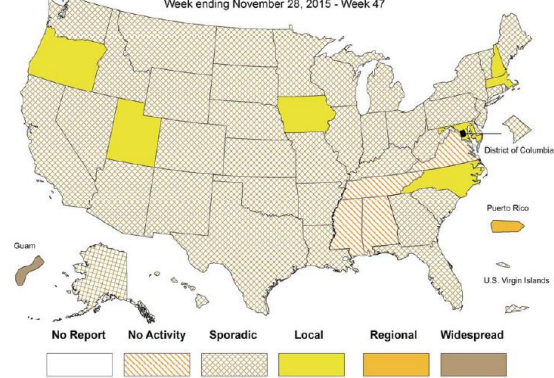 Week ending November 28, 2015 - Week 47
District of Columbia
Puerto Rico
Guam
U.S. Virgin Islands
No Report No Activity Sporadic Local Regional Widespread